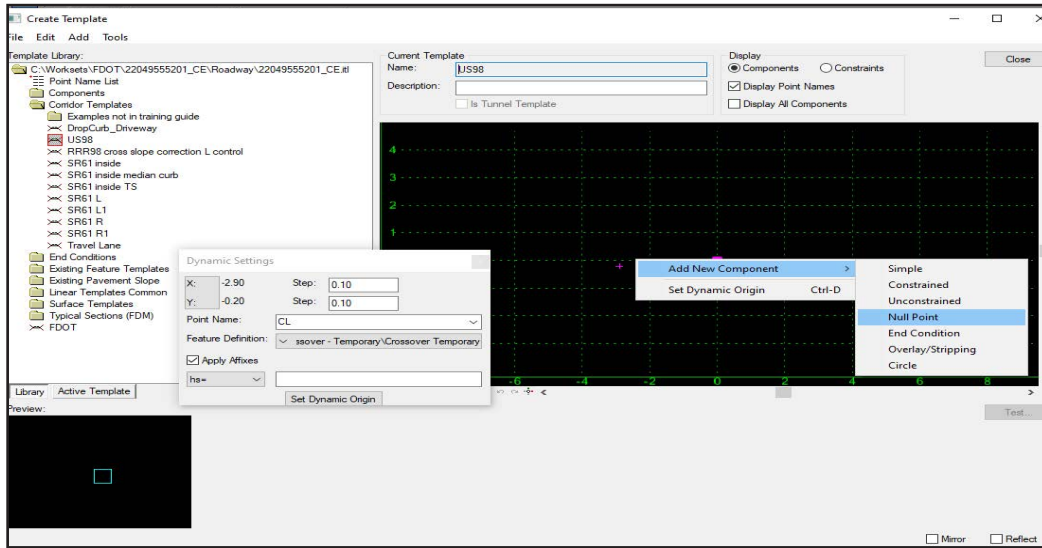 Create Template
File Edit Add Tools
Template Library:
C:\Worksets\FDOT\22049555201_CE\Roadway\22049555201_CE.itl
Point Name List
Components
Corridor Templates
Examples not in training guide
DropCurb_Driveway
US98
RRR98 cross slope correction L control
SR61 inside
SR61 inside median curb
SR61 inside TS
SR61 L
SR61 L1
SR61 R
SR61 R1
Travel Lane
End Conditions
Existing Feature Templates
Existing Pavement Slope
Linear Templates Common
Surface Templates
Typical Sections (FDM)
FDOT
Library Active Template
Preview:
Current Template
Name: US98
Description:
Is Tunnel Template
Display
Components Constraints
Display Point Names
Display All Components
Close
4
3
2
1
-6 -4 -2 0 2 4 6 8
Dynamic Settings
X: -2.90 Step: 0.10
Y: -0.20 Step: 0.10
Point Name: CL
Feature Definition: ssover - Temporary\Crossover Temporary
Apply Affixes
hs=
Set Dynamic Origin
Add New Component >
Set Dynamic Origin Ctrl-D
Simple
Constrained
Unconstrained
Null Point
End Condition
Overlay/Stripping
Circle
Test...
Mirror Reflect